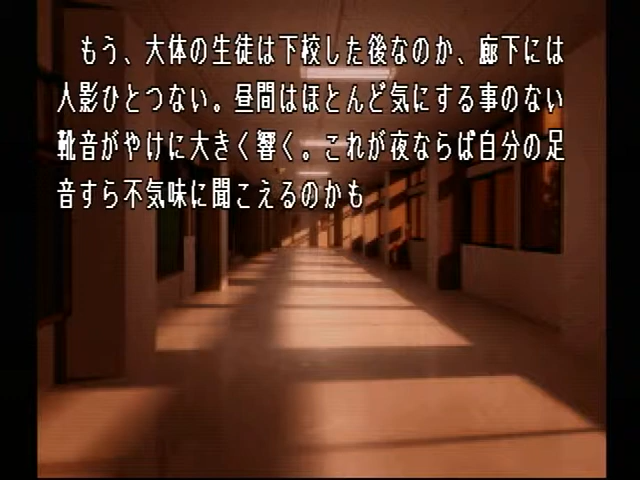 もう、大体の生徒は下校した後なのか、廊下には
人影ひとつない。昼間はほとんど気にする事のない
靴音がやけに大きく響く。これが夜ならば自分の足
音すら不気味に聞こえるのかも